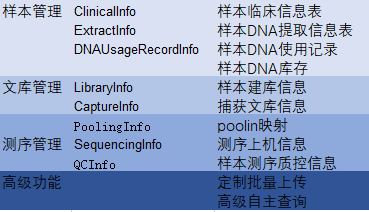 样本管理 ClinicalInfo 样本临床信息表
ExtractInfo 样本DNA提取信息表
DNAUsageRecordInfo 样本DNA使用记录
样本DNA库存
文库管理 LibraryInfo 样本建库信息
CaptureInfo 捕获文库信息
PoolingInfo poolin映射
测序管理 SequencingInfo 测序上机信息
QCInfo 样本测序质控信息
高级功能 定制批量上传
高级自主查询